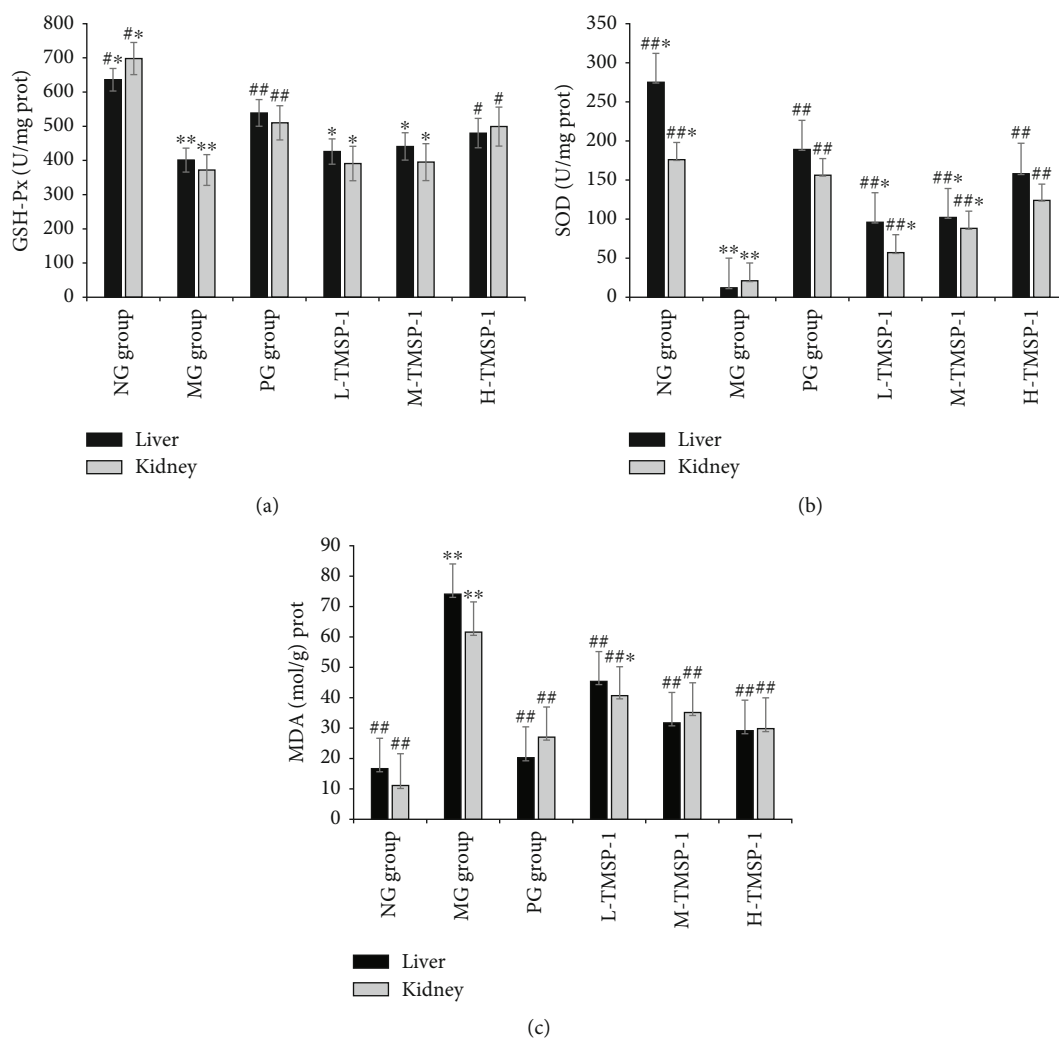 GSH-Px (U/mg prot)
800
700
600
500
400
300
200
100
0
#* #*
** **
## ##
* *
* *
# #
NG group
MG group
PG group
L-TMSP-1
M-TMSP-1
H-TMSP-1
Liver
Kidney
(a)
SOD (U/mg prot)
350
300
250
200
150
100
50
0
##* ##*
** **
## ##
##* ##*
##* ##*
## ##
NG group
MG group
PG group
L-TMSP-1
M-TMSP-1
H-TMSP-1
Liver
Kidney
(b)
MDA (mol/g) prot
90
80
70
60
50
40
30
20
10
0
## ##
** **
## ##
## ##*
## ##
## ##
NG group
MG group
PG group
L-TMSP-1
M-TMSP-1
H-TMSP-1
Liver
Kidney
(c)